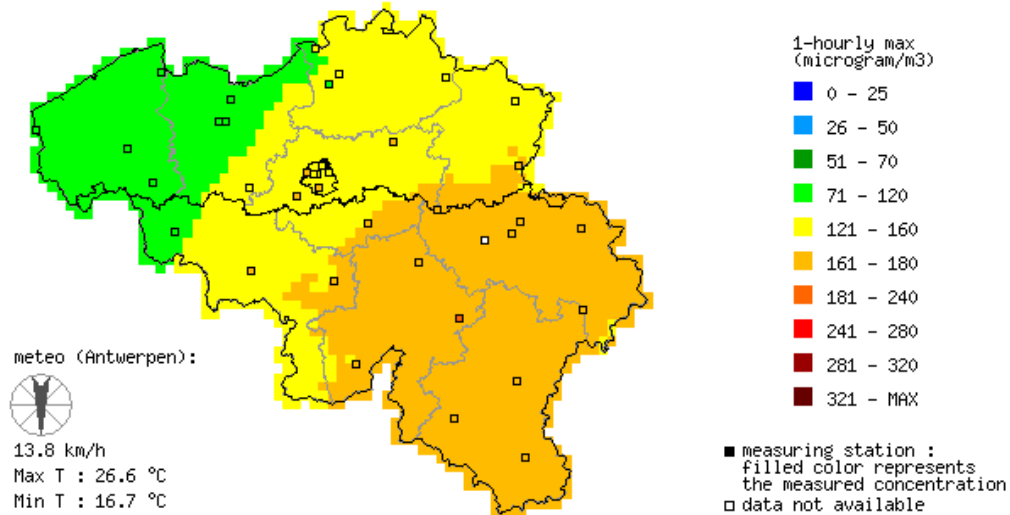 1-hourly max
(microgram/m3)
0 - 25
26 - 50
51 - 70
71 - 120
121 - 160
161 - 180
181 - 240
241 - 280
281 - 320
321 - MAX
meteo (Antwerpen):
13.8 km/h
Max T : 26.6 °C
Min T : 16.7 °C
measuring station :
filled color represents
the measured concentration
data not available